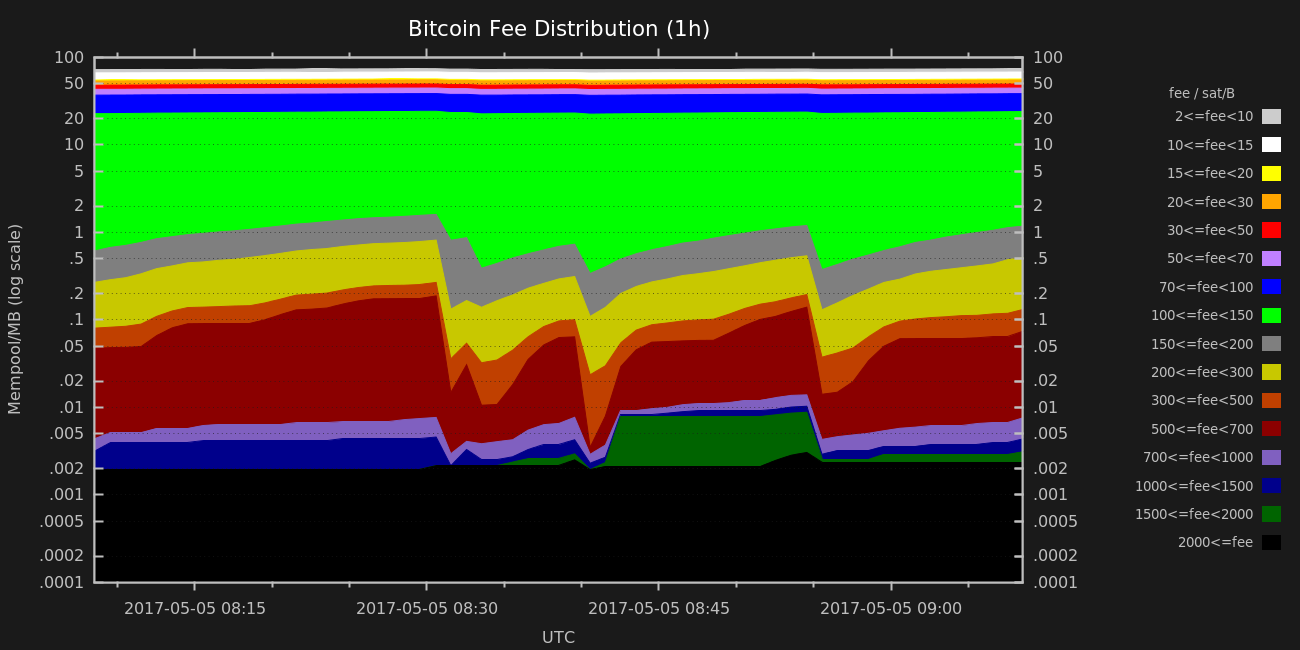 Bitcoin Fee Distribution (1h)
Mempool/MB (log scale)
100
50
20
10
5
2
1
.5
.2
.1
.05
.02
.01
.005
.002
.001
.0005
.0002
.0001
100
50
20
10
5
2
1
.5
.2
.1
.05
.02
.01
.005
.002
.001
.0005
.0002
.0001
2017-05-05 08:15
2017-05-05 08:30
2017-05-05 08:45
2017-05-05 09:00
UTC
fee / sat/B
2<=fee<10
10<=fee<15
15<=fee<20
20<=fee<30
30<=fee<50
50<=fee<70
70<=fee<100
100<=fee<150
150<=fee<200
200<=fee<300
300<=fee<500
500<=fee<700
700<=fee<1000
1000<=fee<1500
1500<=fee<2000
2000<=fee